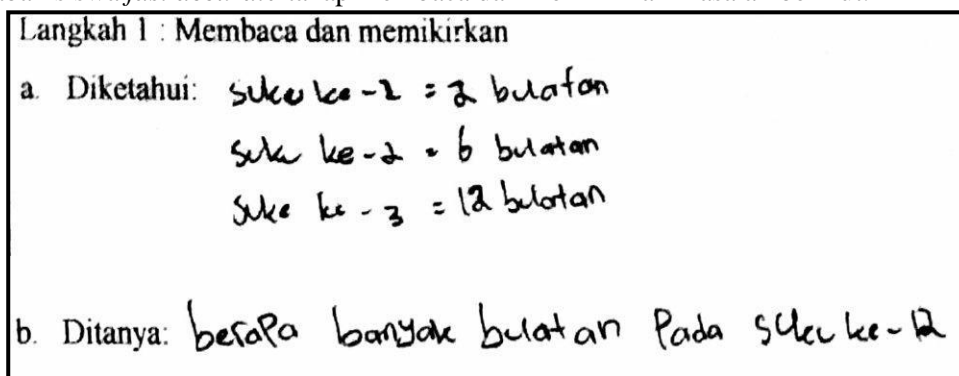 Langkah 1 : Membaca dan memikirkan
a. Diketahui: suku ke-1 = 2 bulatan
suku ke-2 = 6 bulatan
suku ke-3 = 12 bulatan
b. Ditanya: berapa banyak bulatan Pada suku ke-12